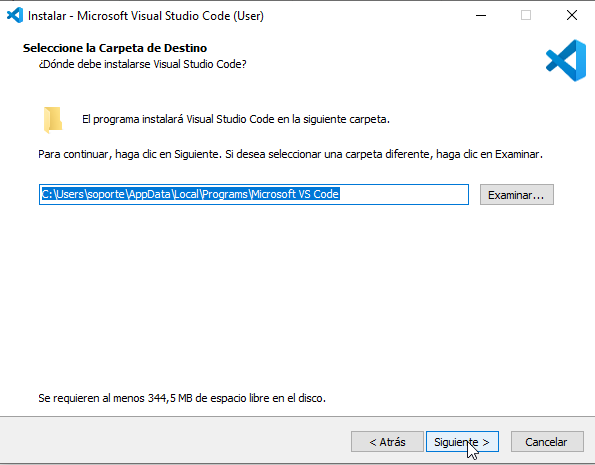 Instalar - Microsoft Visual Studio Code (User)
Seleccione la Carpeta de Destino
¿Dónde debe instalarse Visual Studio Code?
El programa instalará Visual Studio Code en la siguiente carpeta.
Para continuar, haga clic en Siguiente. Si desea seleccionar una carpeta diferente, haga clic en Examinar.
C:\Users\soporte\AppData\Local\Programs\Microsoft VS Code
Examinar...
Se requieren al menos 344,5 MB de espacio libre en el disco.
< Atrás
Siguiente >
Cancelar